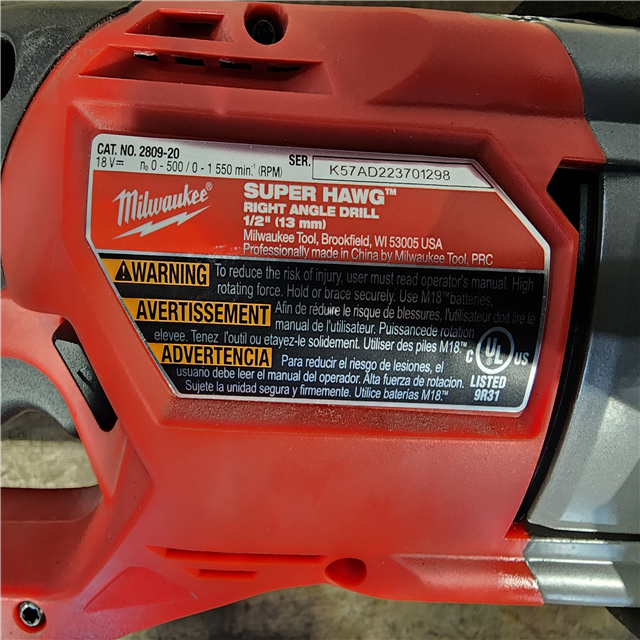 CAT. NO. 2809-20
18 V⎓ n₀ 0 - 500 / 0 - 1 550 min.⁻¹ (RPM)
SER. K57AD223701298
Milwaukee®
SUPER HAWG™
RIGHT ANGLE DRILL
1/2" (13 mm)
Milwaukee Tool, Brookfield, WI 53005 USA
Professionally made in China by Milwaukee Tool, PRC
⚠WARNING To reduce the risk of injury, user must read operator's manual. High
rotating force. Hold or brace securely. Use M18™ batteries.
AVERTISSEMENT Afin de réduire le risque de blessures, l'utilisateur doit lire le
manual de l'utilisateur. Puissancede rotation
elevee. Tenez l'outil et etayez-le solidement. Utiliser des piles M18.™
ADVERTENCIA Para reducir el riesgo de lesiones, el
usuario debe leer el manual del operador. Alta fuerza de rotacion.
Sujete la unidad segura y firmemente. Utilice baterías M18.™
C UL US
LISTED
9R31